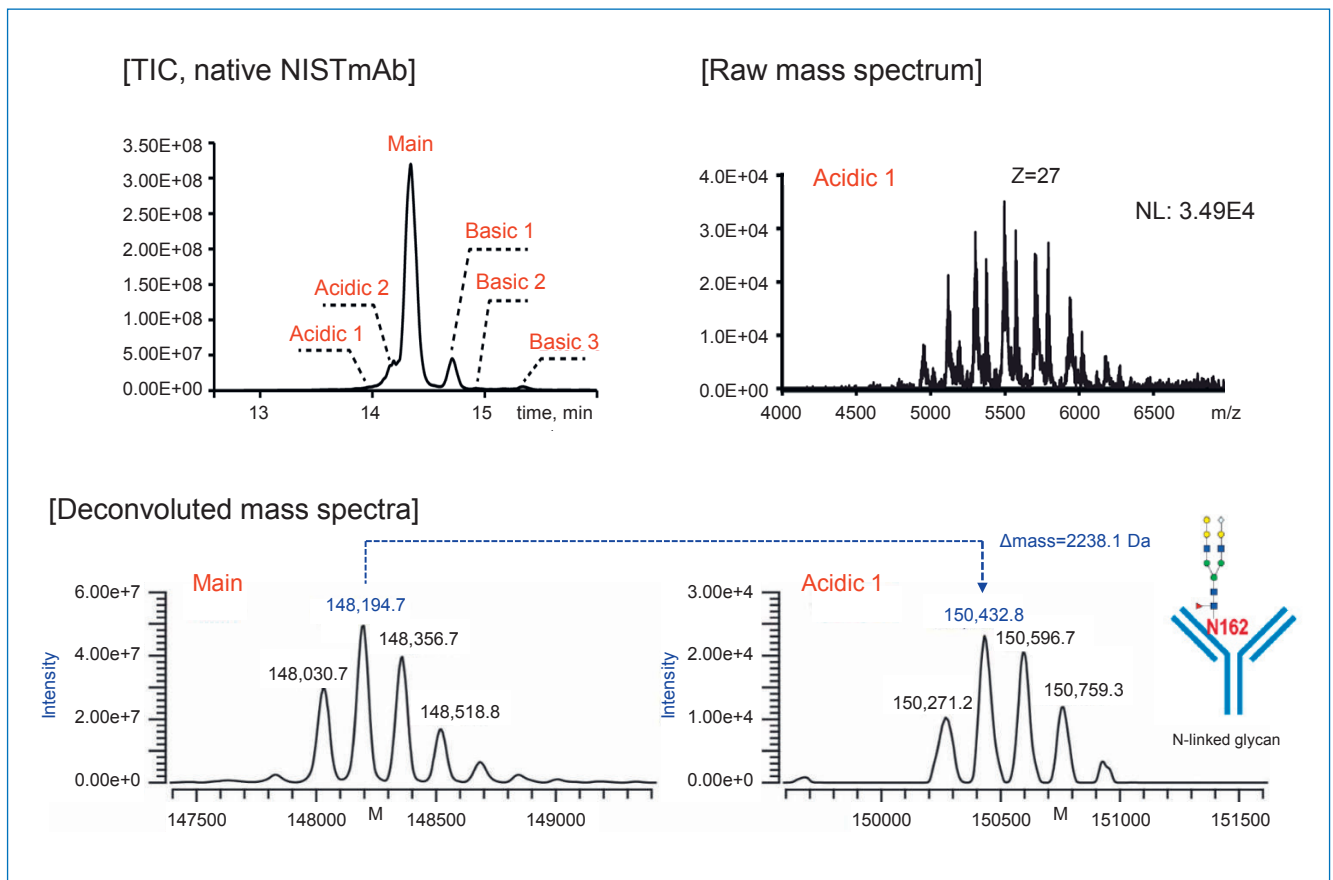 [TIC, native NISTmAb]
3.50E+08
3.00E+08
2.50E+08
2.00E+08
1.50E+08
1.00E+08
5.00E+07
0.00E+00
Main
Basic 1
Basic 2
Acidic 2
Acidic 1
Basic 3
13
14
15
time, min
[Raw mass spectrum]
4.0E+04
3.0E+04
2.0E+04
1.0E+04
0.0E+00
Acidic 1
Z=27
NL: 3.49E4
4000
4500
5000
5500
6000
6500
m/z
[Deconvoluted mass spectra]
Δmass=2238.1 Da
Main
6.00e+7
4.00e+7
2.00e+7
0.00e+0
Intensity
148,194.7
148,356.7
148,030.7
148,518.8
147500
148000
M
148500
149000
Acidic 1
3.00e+4
2.00e+4
1.00e+4
0.00e+0
Intensity
150,432.8
150,596.7
150,271.2
150,759.3
150000
150500
M
151000
151500
N162
N-linked glycan